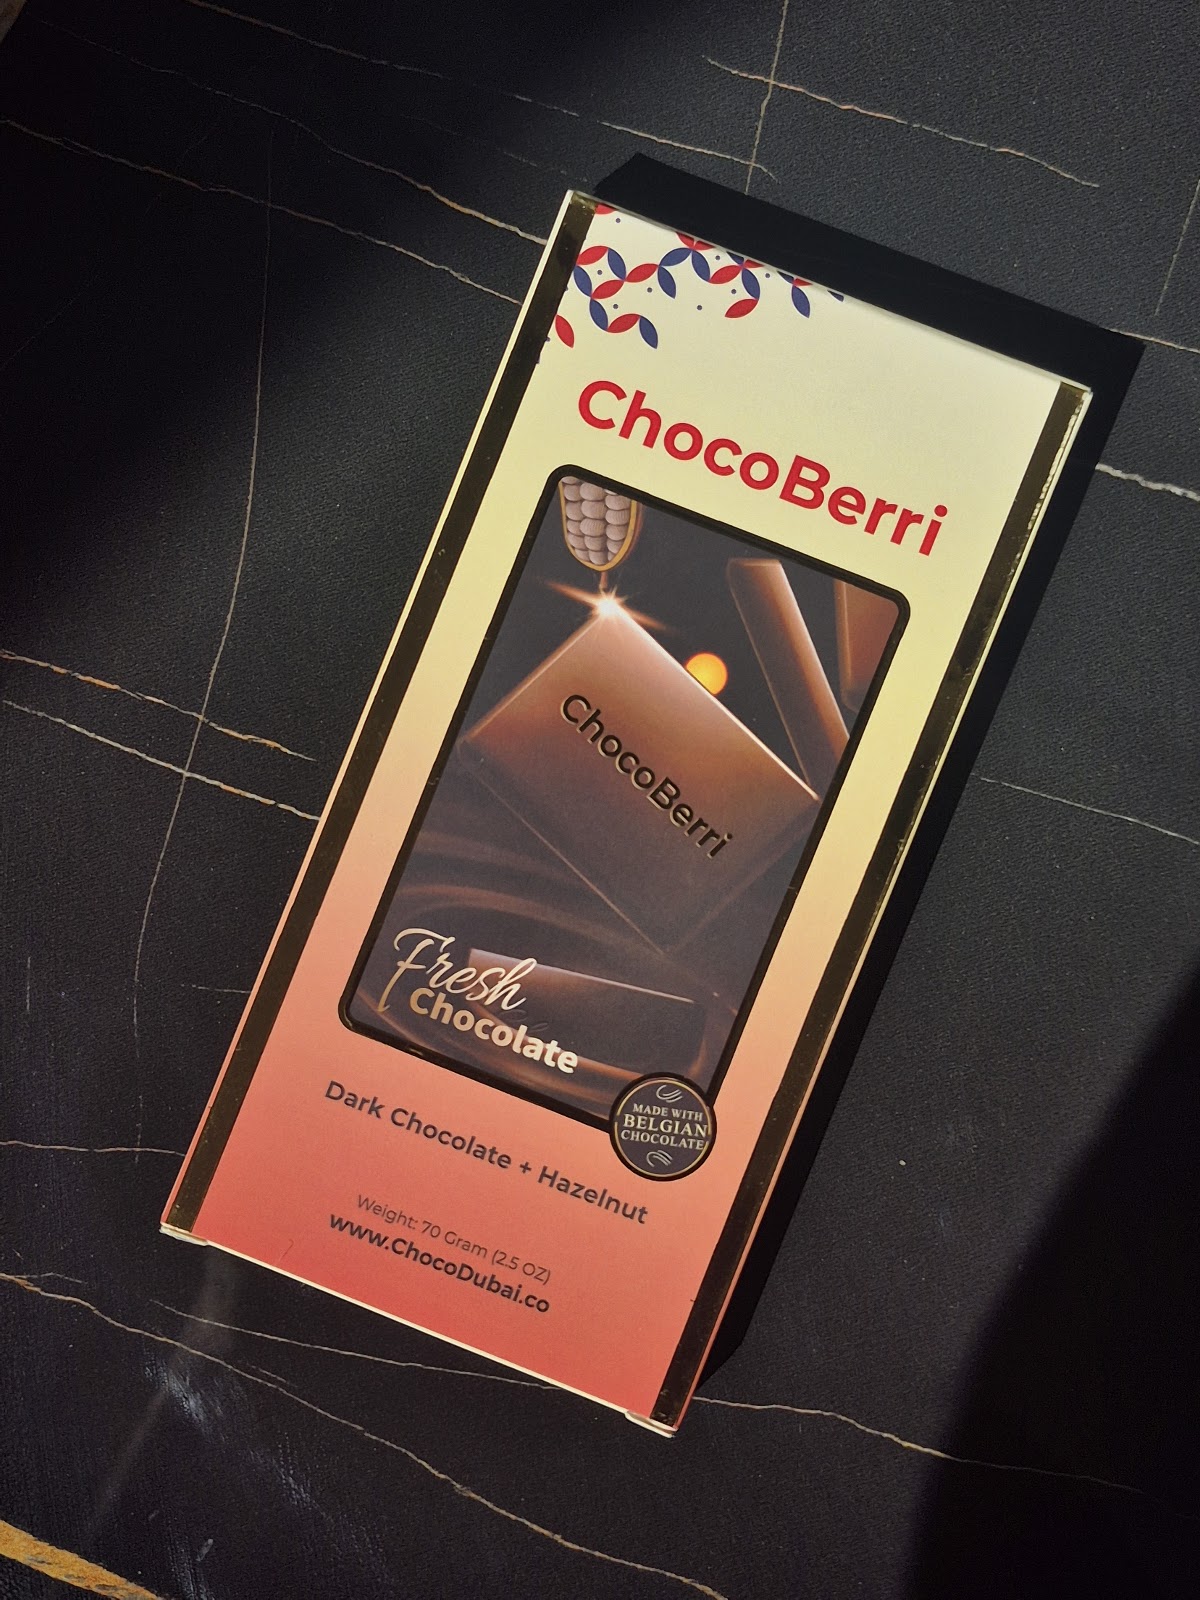 ChocoBerri
ChocoBerri
Fresh
Chocolate
MADE WITH
BELGIAN
CHOCOLATE
Dark Chocolate + Hazelnut
Weight: 70 Gram (2.5 OZ)
www.ChocoDubai.co